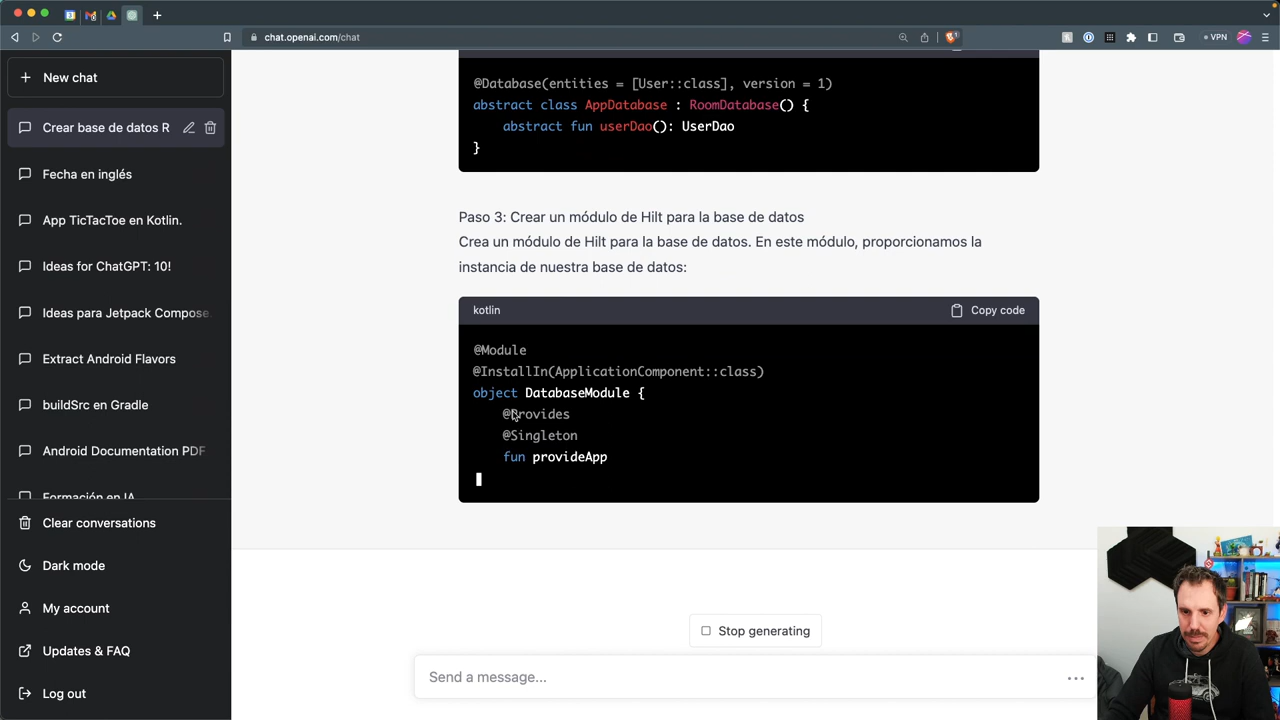 chat.openai.com/chat
VPN
New chat
Crear base de datos R
Fecha en inglés
App TicTacToe en Kotlin.
Ideas for ChatGPT: 10!
Ideas para Jetpack Compose.
Extract Android Flavors
buildSrc en Gradle
Android Documentation PDF
Formación en IA
Clear conversations
Dark mode
My account
Updates & FAQ
Log out
@Database(entities = [User::class], version = 1)
abstract class AppDatabase : RoomDatabase() {
abstract fun userDao(): UserDao
}
Paso 3: Crear un módulo de Hilt para la base de datos
Crea un módulo de Hilt para la base de datos. En este módulo, proporcionamos la
instancia de nuestra base de datos:
kotlin
Copy code
@Module
@InstallIn(ApplicationComponent::class)
object DatabaseModule {
@Provides
@Singleton
fun provideApp
Stop generating
Send a message...